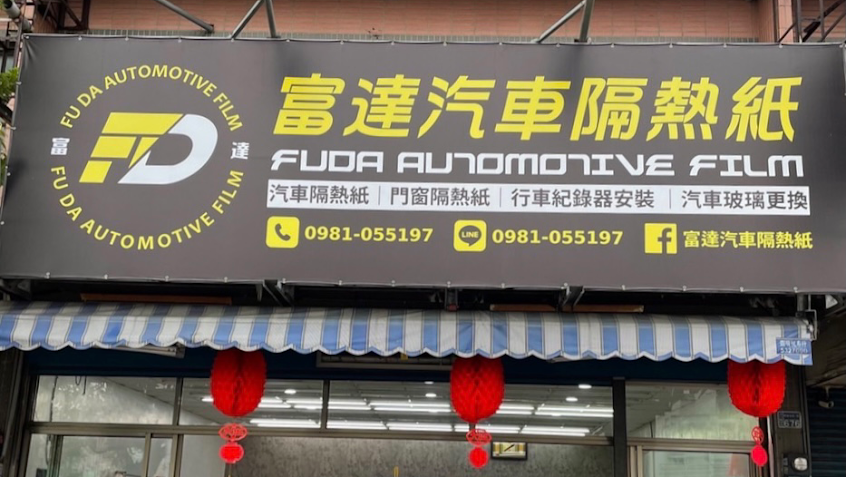 FU DA AUTOMOTIVE FILM
富 FD 達
FU DA AUTOMOTIVE FILM
富達汽車隔熱紙
FUDA AUTOMOTIVE FILM
汽車隔熱紙｜門窗隔熱紙｜行車紀錄器安裝｜汽車玻璃更換
0981-055197 LINE 0981-055197 f 富達汽車隔熱紙